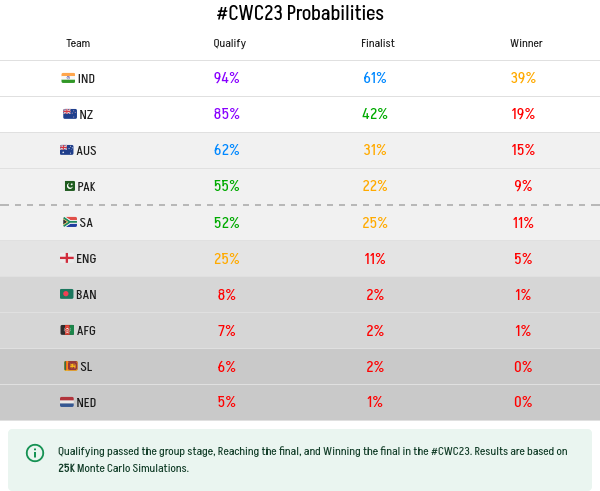 #CWC23 Probabilities
Team Qualify Finalist Winner
IND 94% 61% 39%
NZ 85% 42% 19%
AUS 62% 31% 15%
PAK 55% 22% 9%
SA 52% 25% 11%
ENG 25% 11% 5%
BAN 8% 2% 1%
AFG 7% 2% 1%
SL 6% 2% 0%
NED 5% 1% 0%
Qualifying passed the group stage, Reaching the final, and Winning the final in the #CWC23. Results are based on
25K Monte Carlo Simulations.